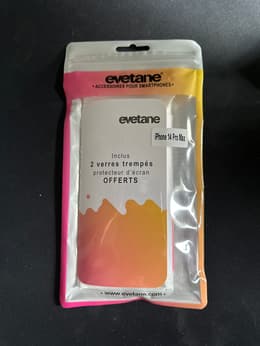 evetane
• ACCESSOIRES POUR SMARTPHONES •
evetane
iPhone 14 Pro Max
Inclus
2 verres trempés
protecteur d'écran
OFFERTS
www.evetane.com